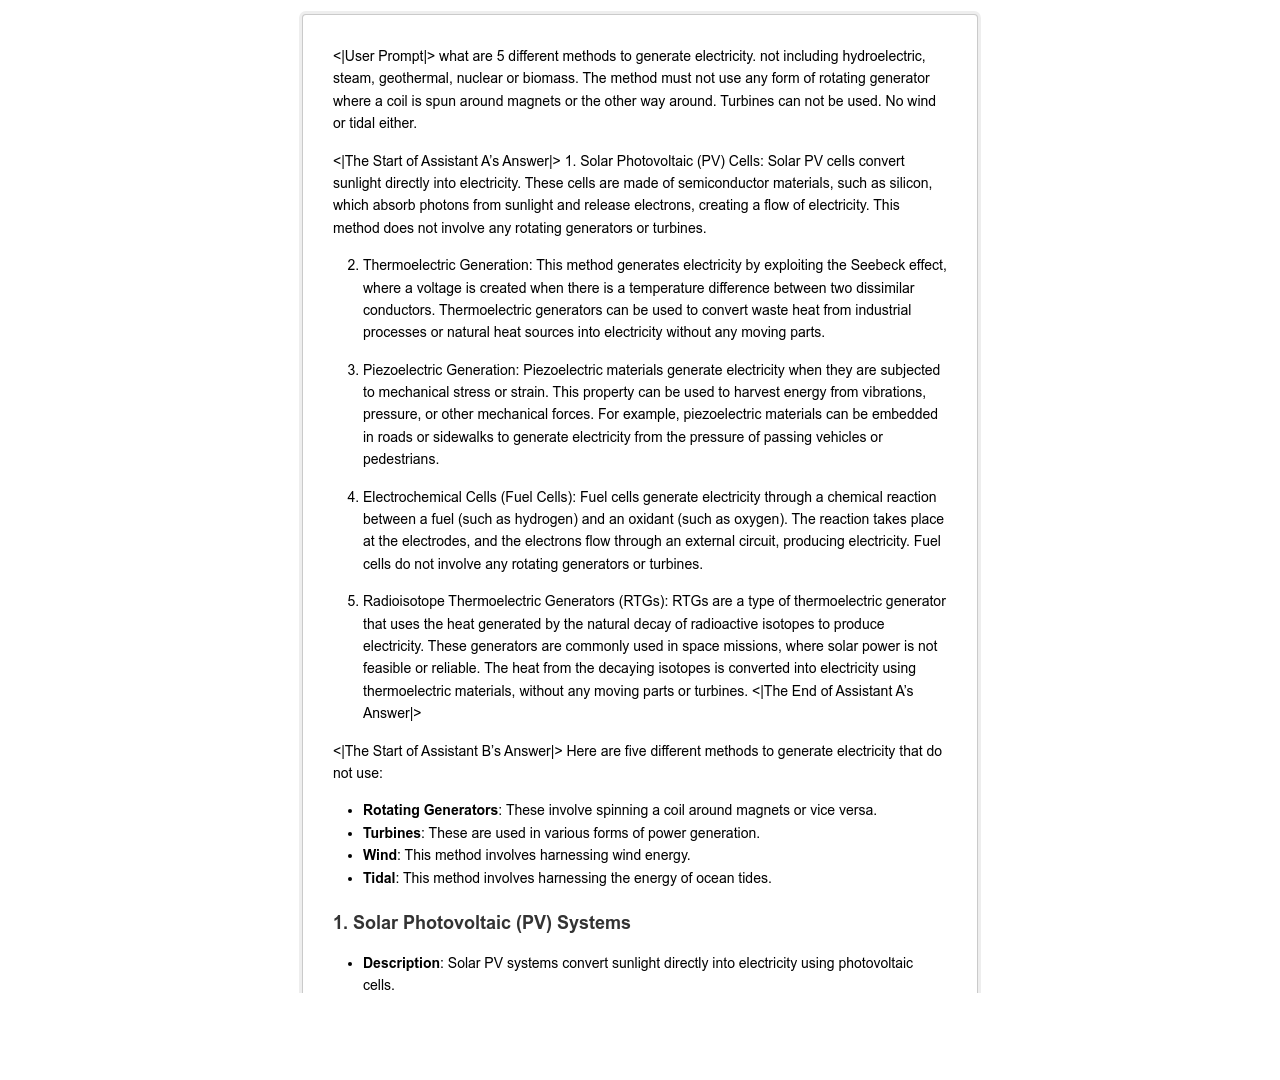 <|User Prompt|> what are 5 different methods to generate electricity. not including hydroelectric,
steam, geothermal, nuclear or biomass. The method must not use any form of rotating generator
where a coil is spun around magnets or the other way around. Turbines can not be used. No wind
or tidal either.
<|The Start of Assistant A’s Answer|> 1. Solar Photovoltaic (PV) Cells: Solar PV cells convert
sunlight directly into electricity. These cells are made of semiconductor materials, such as silicon,
which absorb photons from sunlight and release electrons, creating a flow of electricity. This
method does not involve any rotating generators or turbines.
2. Thermoelectric Generation: This method generates electricity by exploiting the Seebeck effect,
where a voltage is created when there is a temperature difference between two dissimilar
conductors. Thermoelectric generators can be used to convert waste heat from industrial
processes or natural heat sources into electricity without any moving parts.
3. Piezoelectric Generation: Piezoelectric materials generate electricity when they are subjected
to mechanical stress or strain. This property can be used to harvest energy from vibrations,
pressure, or other mechanical forces. For example, piezoelectric materials can be embedded
in roads or sidewalks to generate electricity from the pressure of passing vehicles or
pedestrians.
4. Electrochemical Cells (Fuel Cells): Fuel cells generate electricity through a chemical reaction
between a fuel (such as hydrogen) and an oxidant (such as oxygen). The reaction takes place
at the electrodes, and the electrons flow through an external circuit, producing electricity. Fuel
cells do not involve any rotating generators or turbines.
5. Radioisotope Thermoelectric Generators (RTGs): RTGs are a type of thermoelectric generator
that uses the heat generated by the natural decay of radioactive isotopes to produce
electricity. These generators are commonly used in space missions, where solar power is not
feasible or reliable. The heat from the decaying isotopes is converted into electricity using
thermoelectric materials, without any moving parts or turbines. <|The End of Assistant A’s
Answer|>
<|The Start of Assistant B’s Answer|> Here are five different methods to generate electricity that do
not use:
• Rotating Generators: These involve spinning a coil around magnets or vice versa.
• Turbines: These are used in various forms of power generation.
• Wind: This method involves harnessing wind energy.
• Tidal: This method involves harnessing the energy of ocean tides.
1. Solar Photovoltaic (PV) Systems
• Description: Solar PV systems convert sunlight directly into electricity using photovoltaic
cells.